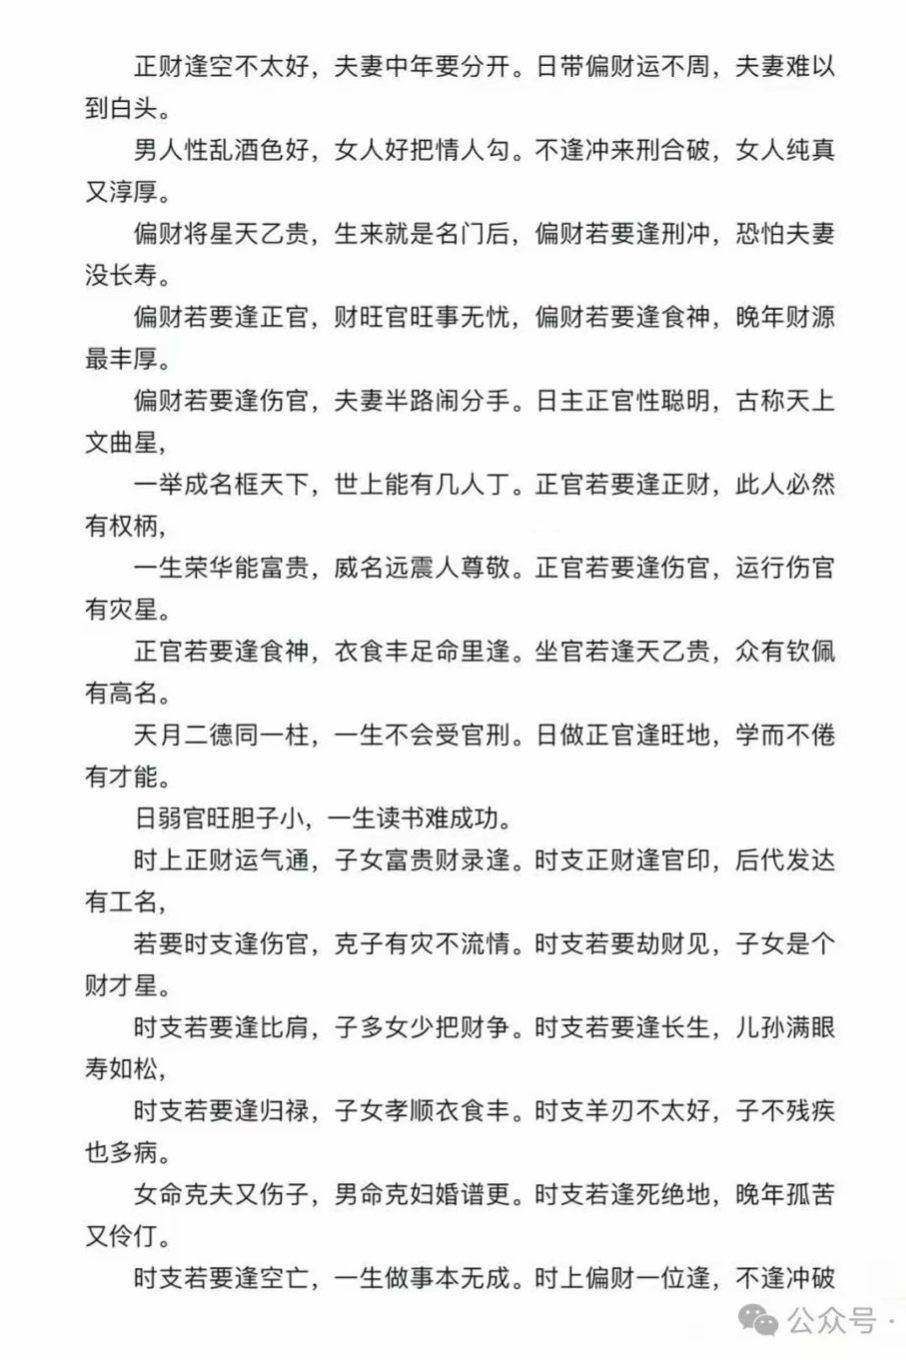 正财逢空不太好，夫妻中年要分开。日带偏财运不周，夫妻难以
到白头。
男人性乱酒色好，女人好把情人勾。不逢冲来刑合破，女人纯真
又淳厚。
偏财将星天乙贵，生来就是名门后，偏财若要逢刑冲，恐怕夫妻
没长寿。
偏财若要逢正官，财旺官旺事无忧，偏财若要逢食神，晚年财源
最丰厚。
偏财若要逢伤官，夫妻半路闹分手。日主正官性聪明，古称天上
文曲星，
一举成名框天下，世上能有几人丁。正官若要逢正财，此人必然
有权柄，
一生荣华能富贵，威名远震人尊敬。正官若要逢伤官，运行伤官
有灾星。
正官若要逢食神，衣食丰足命里逢。坐官若逢天乙贵，众有钦佩
有高名。
天月二德同一柱，一生不会受官刑。日做正官逢旺地，学而不倦
有才能。
日弱官旺胆子小，一生读书难成功。
时上正财运气通，子女富贵财录逢。时支正财逢官印，后代发达
有工名，
若要时支逢伤官，克子有灾不流情。时支若要劫财见，子女是个
财才星。
时支若要逢比肩，子多女少把财争。时支若要逢长生，儿孙满眼
寿如松，
时支若要逢归禄，子女孝顺衣食丰。时支羊刃不太好，子不残疾
也多病。
女命克夫又伤子，男命克妇婚谱更。时支若逢死绝地，晚年孤苦
又伶仃。
时支若要逢空亡，一生做事本无成。时上偏财一位逢，不逢冲破
公众号 ·